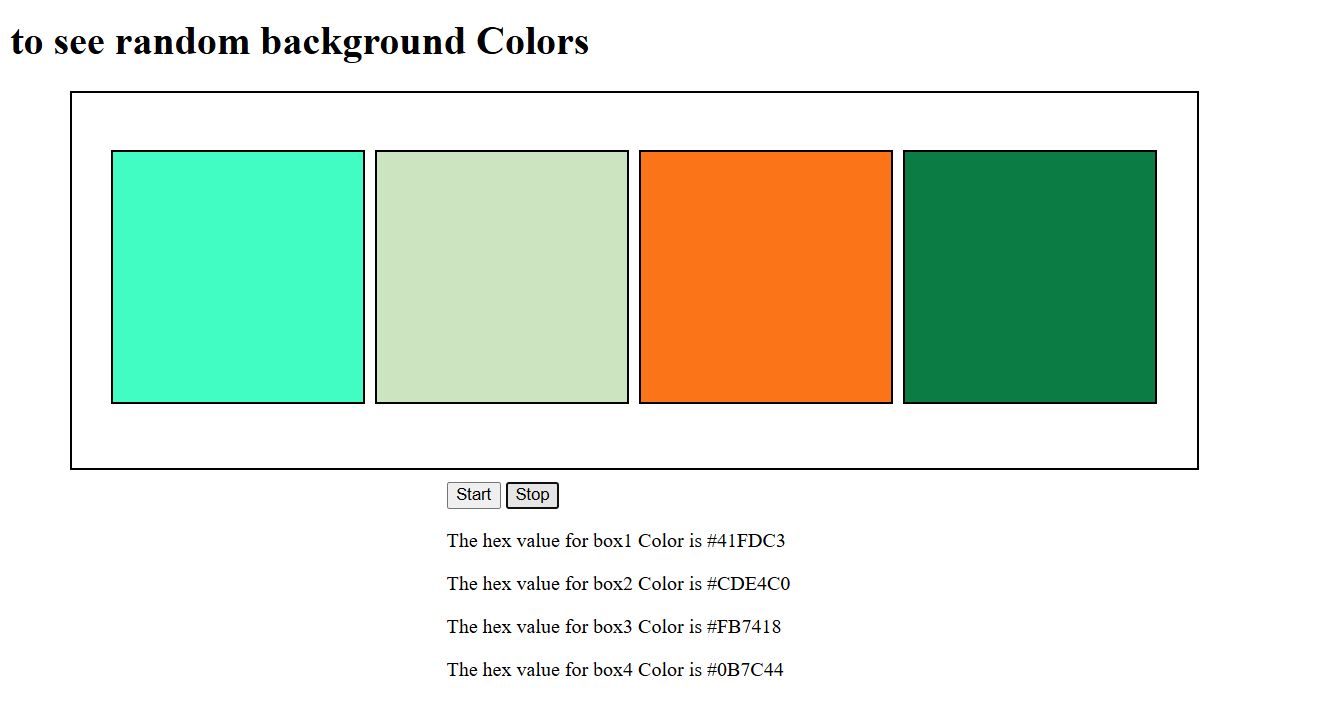 to see random background Colors
Start Stop
The hex value for box1 Color is #41FDC3
The hex value for box2 Color is #CDE4C0
The hex value for box3 Color is #FB7418
The hex value for box4 Color is #0B7C44